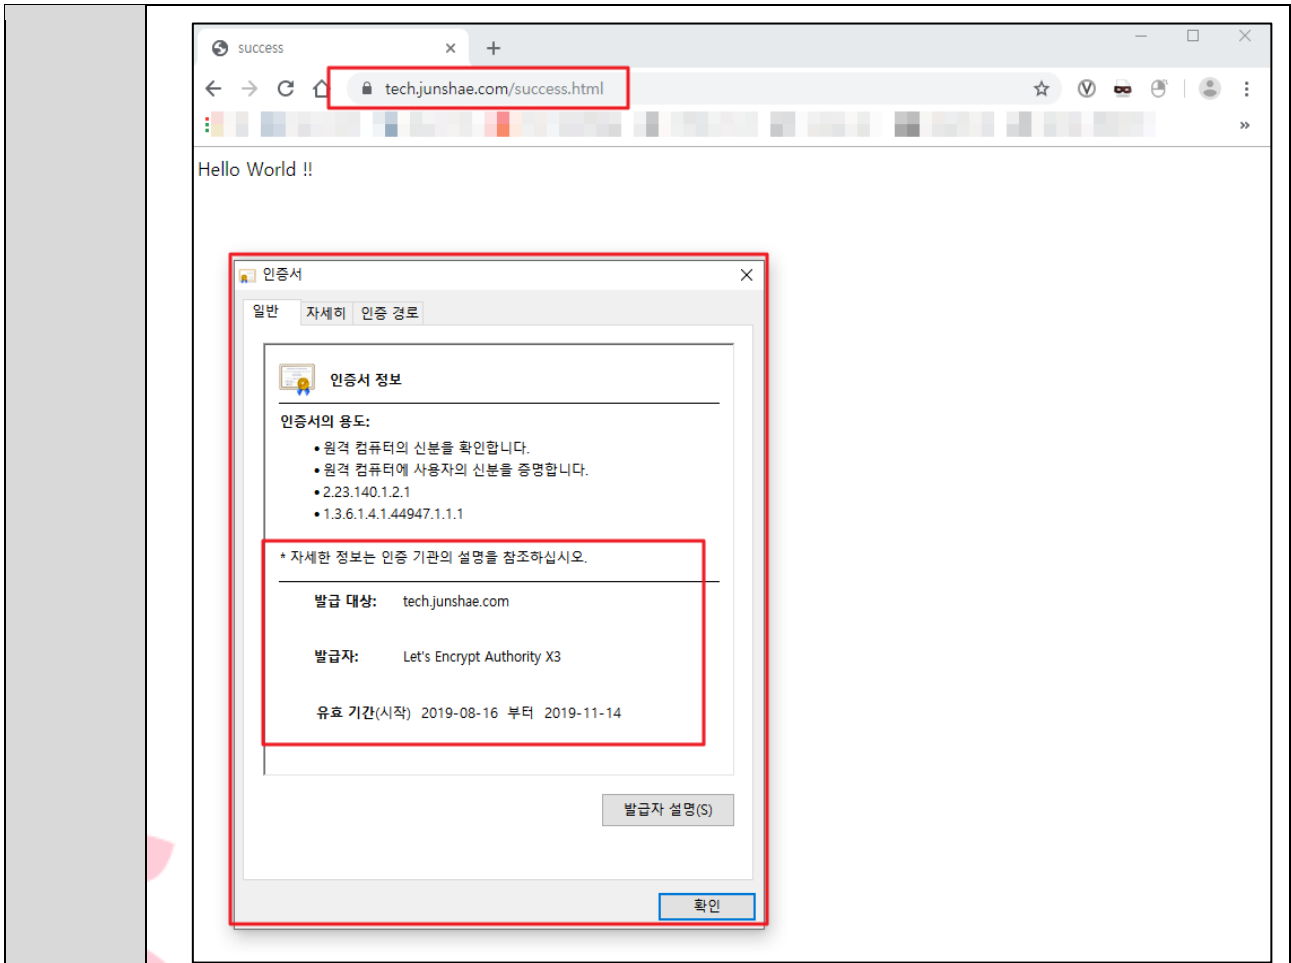 success
tech.junshae.com/success.html
Hello World !!
인증서
일반 자세히 인증 경로
인증서 정보
인증서의 용도:
• 원격 컴퓨터의 신분을 확인합니다.
• 원격 컴퓨터에 사용자의 신분을 증명합니다.
• 2.23.140.1.2.1
• 1.3.6.1.4.1.44947.1.1.1
* 자세한 정보는 인증 기관의 설명을 참조하십시오.
발급 대상: tech.junshae.com
발급자: Let's Encrypt Authority X3
유효 기간(시작) 2019-08-16 부터 2019-11-14
발급자 설명(S)
확인